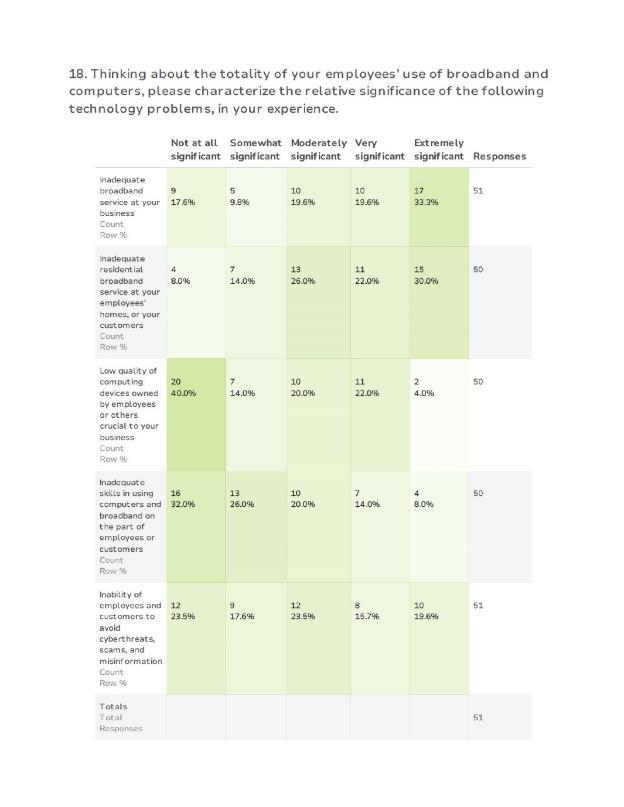 18. Thinking about the totality of your employees' use of broadband and
computers, please characterize the relative significance of the following
technology problems, in your experience.
Not at all Somewhat Moderately Very Extremely
significant significant significant significant significant Responses
Inadequate
broadband
service at your
business
Count
Row %
9 5 10 10 17 51
17.6% 9.8% 19.6% 19.6% 33.3%
Inadequate
residential
broadband
service at your
employees'
homes, or your
customers
Count
Row %
4 7 13 11 15 50
8.0% 14.0% 26.0% 22.0% 30.0%
Low quality of
computing
devices owned
by employees
or others
crucial to your
business
Count
Row %
20 7 10 11 2 50
40.0% 14.0% 20.0% 22.0% 4.0%
Inadequate
skills in using
computers and
broadband on
the part of
employees or
customers
Count
Row %
16 13 10 7 4 50
32.0% 26.0% 20.0% 14.0% 8.0%
Inability of
employees and
customers to
avoid
cyberthreats,
scams, and
misinformation
Count
Row %
12 9 12 8 10 51
23.5% 17.6% 23.5% 15.7% 19.6%
Totals
Total
Responses
51